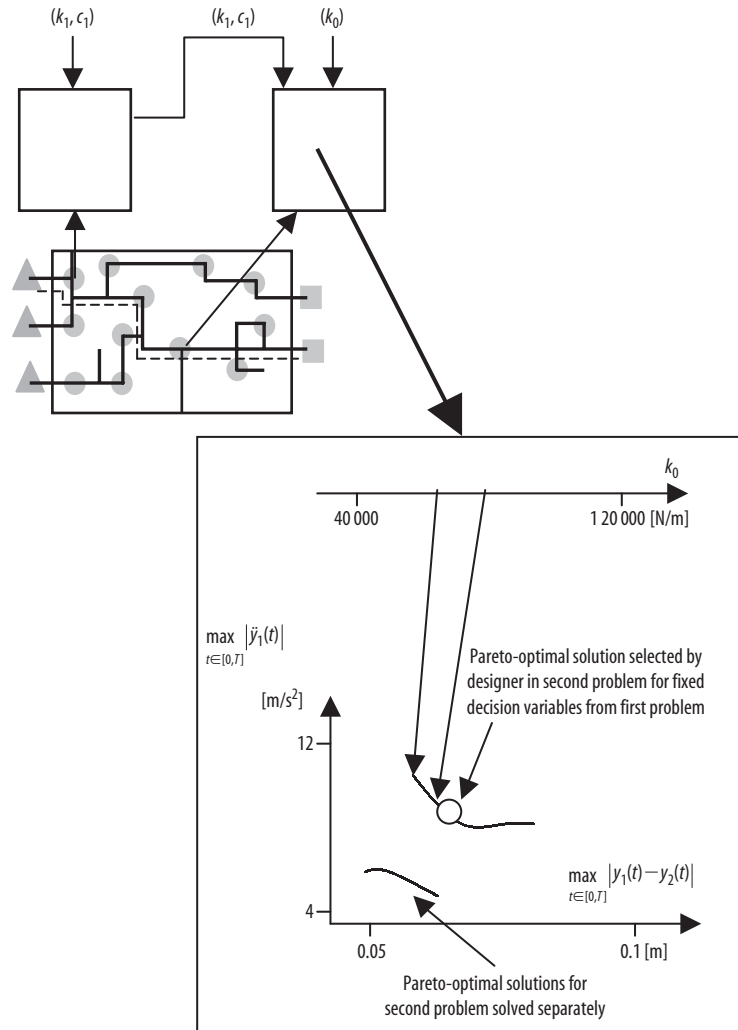 (k₁, c₁)
(k₁, c₁)
(k₀)
k₀
40 000
1 20 000 [N/m]
max |ÿ₁(t)|
t∈[0,T]
Pareto-optimal solution selected by
designer in second problem for fixed
decision variables from first problem
[m/s²]
12
max |y₁(t)−y₂(t)|
t∈[0,T]
4
0.05
0.1 [m]
Pareto-optimal solutions for
second problem solved separately